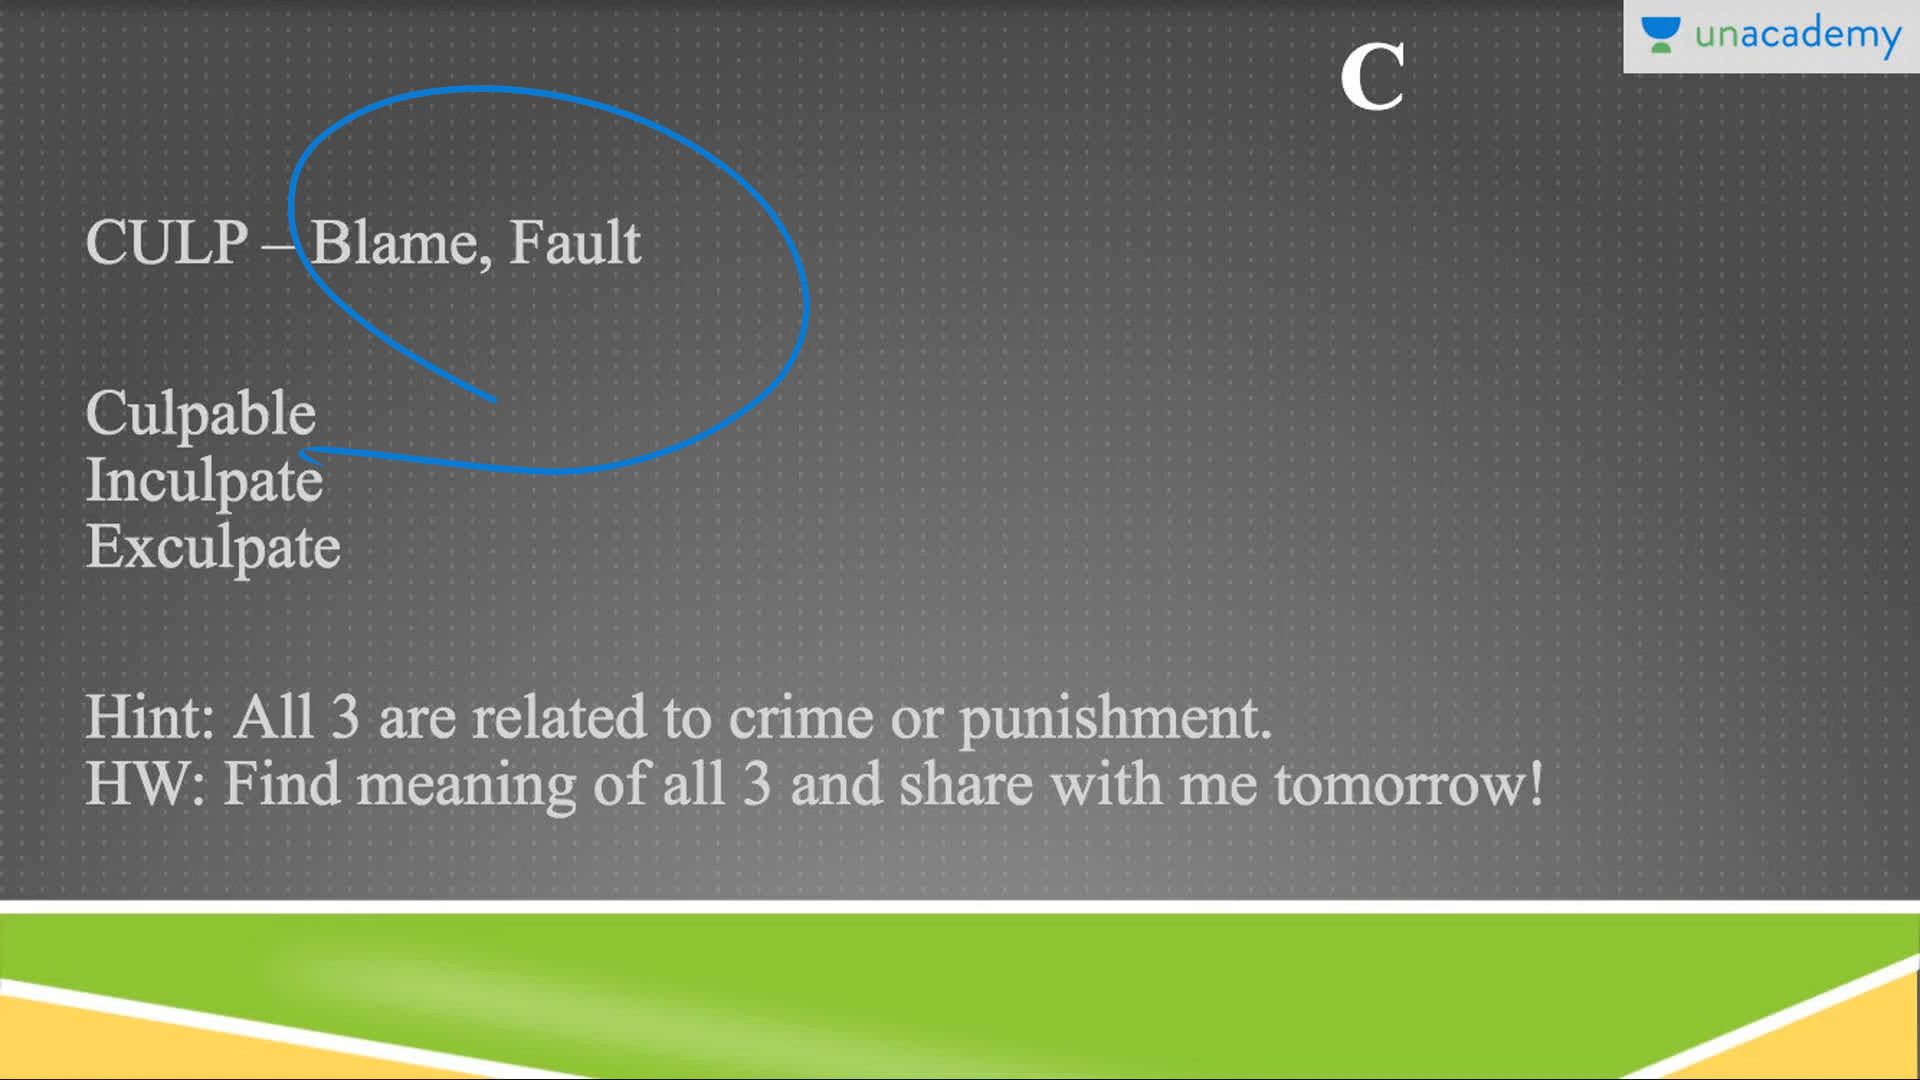 C
unacademy
CULP – Blame, Fault
Culpable
Inculpate
Exculpate
Hint: All 3 are related to crime or punishment.
HW: Find meaning of all 3 and share with me tomorrow!